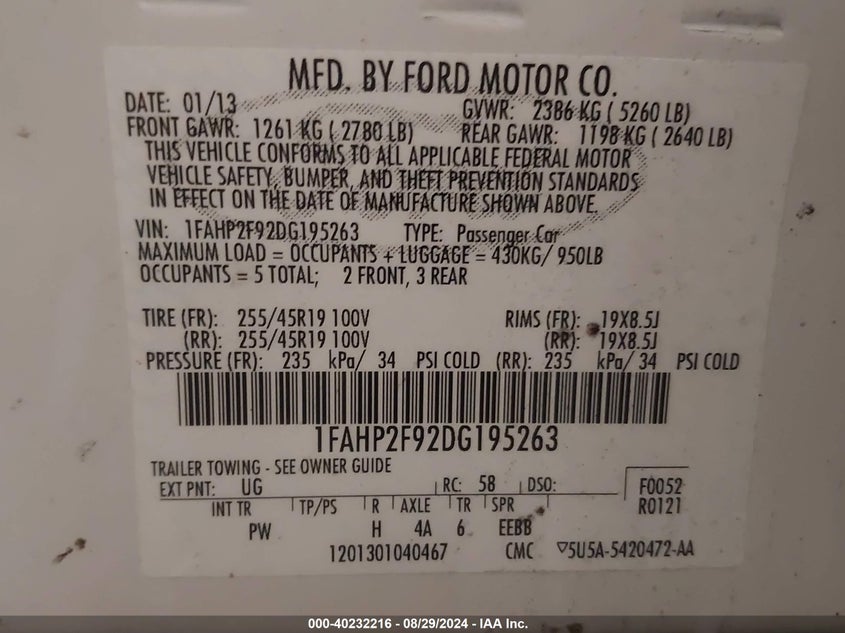 MFD. BY FORD MOTOR CO.
DATE: 01/13 GVWR: 2386 KG ( 5260 LB)
FRONT GAWR: 1261 KG ( 2780 LB) REAR GAWR: 1198 KG ( 2640 LB)
THIS VEHICLE CONFORMS TO ALL APPLICABLE FEDERAL MOTOR
VEHICLE SAFETY, BUMPER, AND THEFT PREVENTION STANDARDS
IN EFFECT ON THE DATE OF MANUFACTURE SHOWN ABOVE.
VIN: 1FAHP2F92DG195263 TYPE: Passenger Car
MAXIMUM LOAD = OCCUPANTS + LUGGAGE = 430KG/ 950LB
OCCUPANTS = 5 TOTAL; 2 FRONT, 3 REAR
TIRE (FR): 255/45R19 100V RIMS (FR): 19X8.5J
(RR): 255/45R19 100V (RR): 19X8.5J
PRESSURE (FR): 235 kPa/ 34 PSI COLD (RR): 235 kPa/ 34 PSI COLD
1FAHP2F92DG195263
TRAILER TOWING - SEE OWNER GUIDE
EXT PNT: UG RC: 58 DSO: F0052
INT TR TP/PS R AXLE TR SPR R0121
PW H 4A 6 EEBB
1201301040467 CMC ▽5U5A-5420472-AA
000-40232216 - 08/29/2024 - IAA Inc.